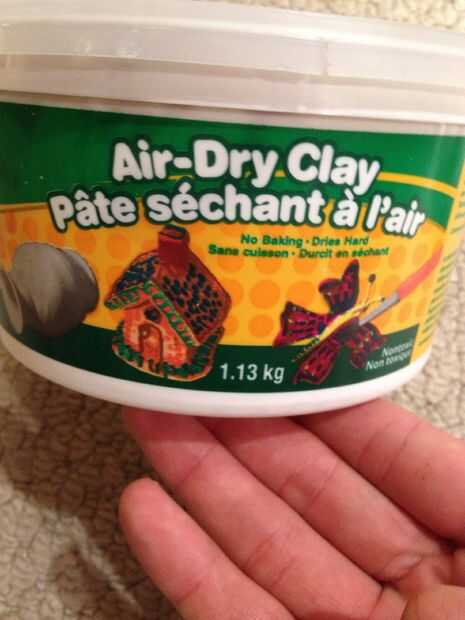 Air-Dry Clay
Pâte séchant à l'air
No Baking · Dries Hard
Sans cuisson · Durcit en séchant
1.13 kg
Nontoxic
Non toxique